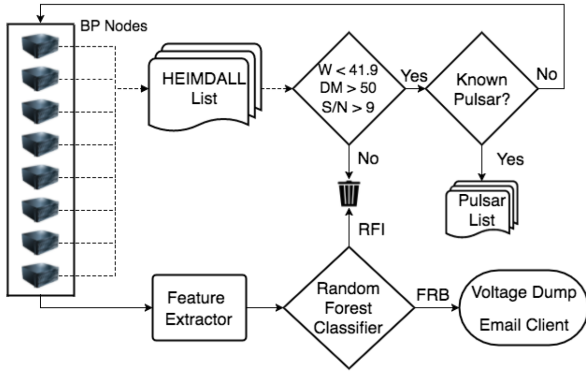 BP Nodes
HEIMDALL
List
W < 41.9
DM > 50
S/N > 9
Yes
Known
Pulsar?
No
No
Yes
Pulsar
List
RFI
Feature
Extractor
Random
Forest
Classifier
FRB
Voltage Dump
Email Client